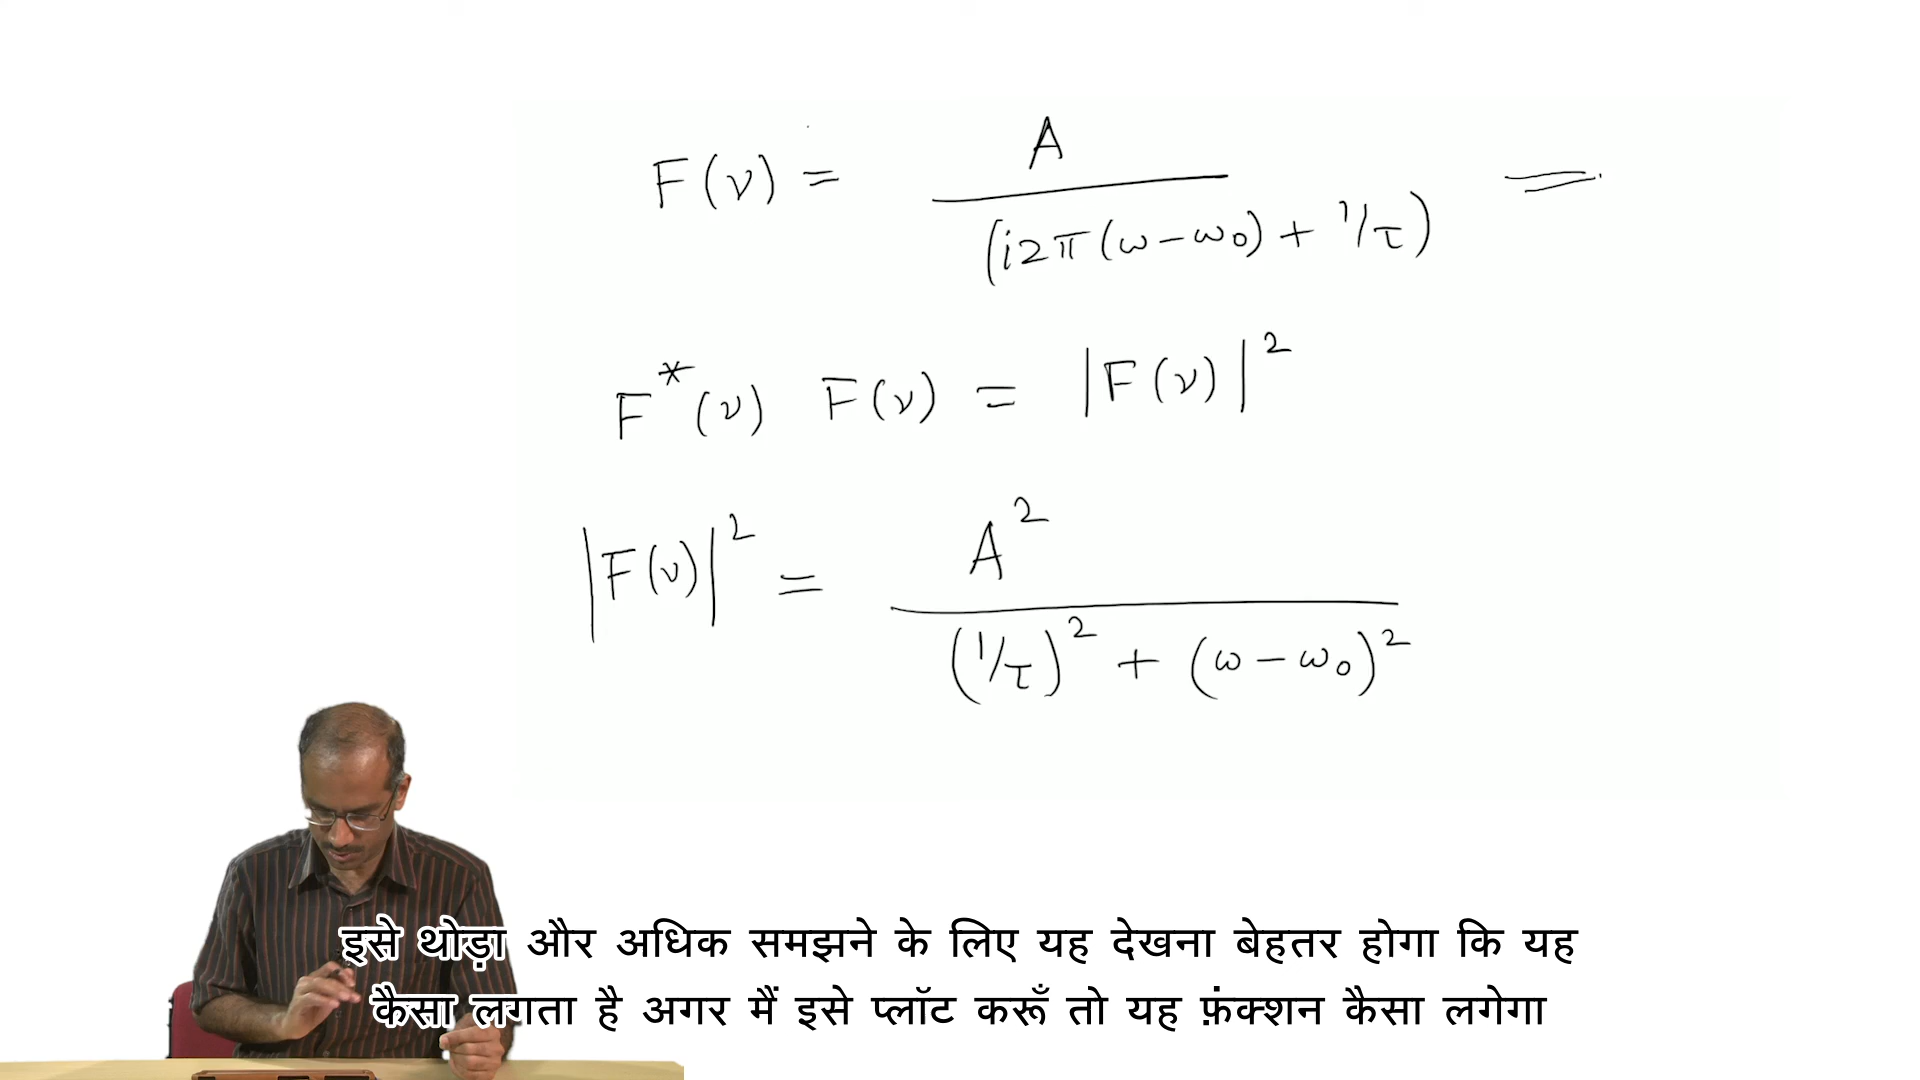 F(ν) = A / (i2π(ω − ω₀) + 1/τ) =
F*(ν) F(ν) = |F(ν)|²
|F(ν)|² = A² / ((1/τ)² + (ω − ω₀)²)
इसे थोड़ा और अधिक समझने के लिए यह देखना बेहतर होगा कि यह
कैसा लगता है अगर मैं इसे प्लॉट करूँ तो यह फ़ंक्शन कैसा लगेगा